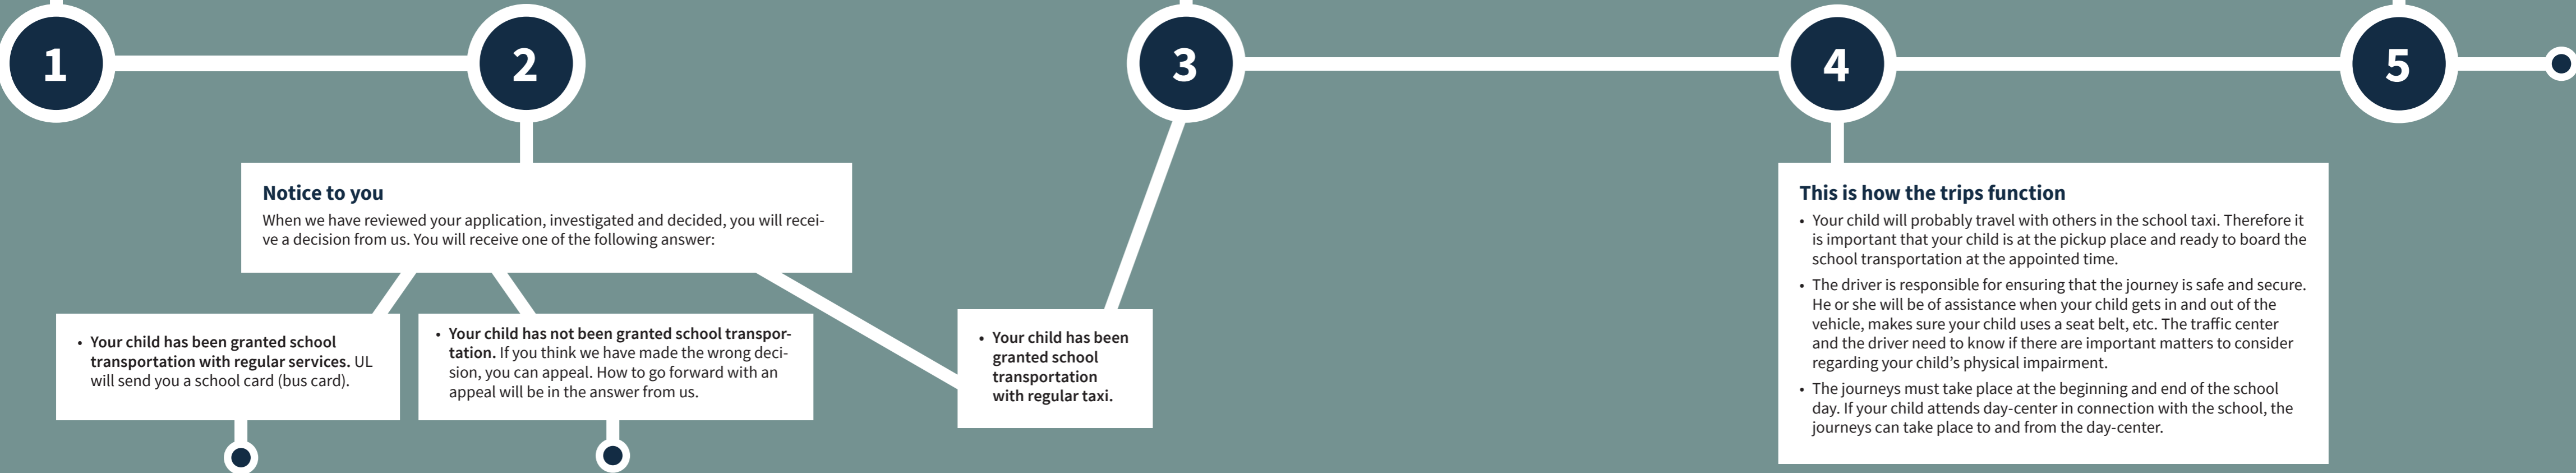 1
2
3
4
5
Notice to you
When we have reviewed your application, investigated and decided, you will recei-
ve a decision from us. You will receive one of the following answer:
• Your child has been granted school
transportation with regular services. UL
will send you a school card (bus card).
• Your child has not been granted school transpor-
tation. If you think we have made the wrong deci-
sion, you can appeal. How to go forward with an
appeal will be in the answer from us.
• Your child has been
granted school
transportation
with regular taxi.
This is how the trips function
• Your child will probably travel with others in the school taxi. Therefore it
is important that your child is at the pickup place and ready to board the
school transportation at the appointed time.
• The driver is responsible for ensuring that the journey is safe and secure.
He or she will be of assistance when your child gets in and out of the
vehicle, makes sure your child uses a seat belt, etc. The traffic center
and the driver need to know if there are important matters to consider
regarding your child’s physical impairment.
• The journeys must take place at the beginning and end of the school
day. If your child attends day-center in connection with the school, the
journeys can take place to and from the day-center.